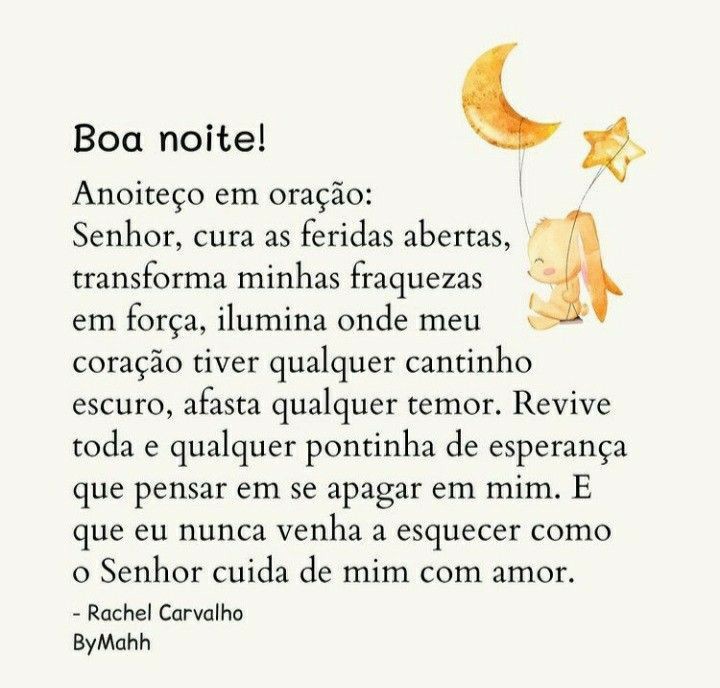 Boa noite!
Anoiteço em oração:
Senhor, cura as feridas abertas,
transforma minhas fraquezas
em força, ilumina onde meu
coração tiver qualquer cantinho
escuro, afasta qualquer temor. Revive
toda e qualquer pontinha de esperança
que pensar em se apagar em mim. E
que eu nunca venha a esquecer como
o Senhor cuida de mim com amor.
- Rachel Carvalho
ByMahh